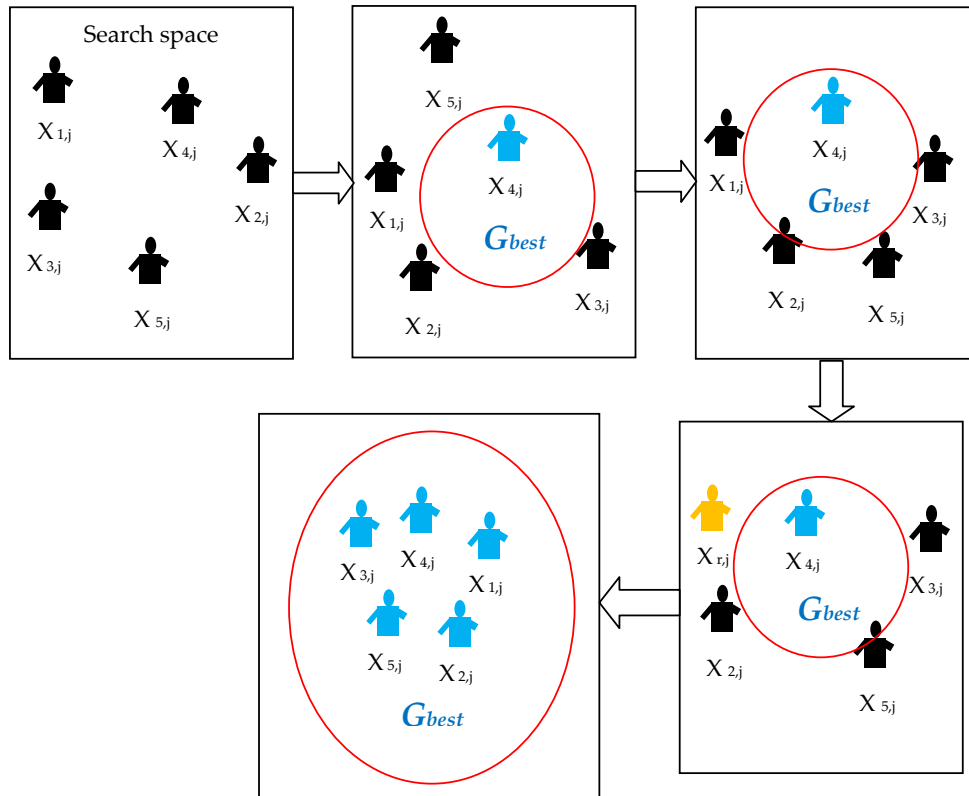 Search space
X 1,j
X 4,j
X 2,j
X 3,j
X 5,j
X 5,j
X 4,j
X 1,j
Gbest
X 3,j
X 2,j
X 4,j
X 1,j
Gbest
X 3,j
X 2,j
X 5,j
X r,j
X 4,j
X 3,j
Gbest
X 2,j
X 5,j
X 4,j
X 3,j
X 1,j
X 5,j
X 2,j
Gbest